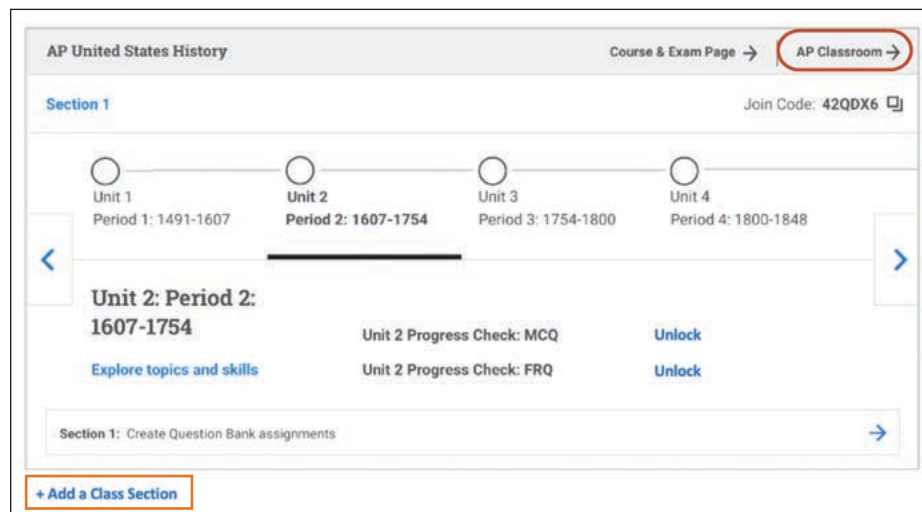 AP United States History
Course & Exam Page →
AP Classroom →
Section 1
Join Code: 42QDX6
Unit 1
Period 1: 1491-1607
Unit 2
Period 2: 1607-1754
Unit 3
Period 3: 1754-1800
Unit 4
Period 4: 1800-1848
Unit 2: Period 2:
1607-1754
Explore topics and skills
Unit 2 Progress Check: MCQ
Unlock
Unit 2 Progress Check: FRQ
Unlock
Section 1: Create Question Bank assignments
+ Add a Class Section